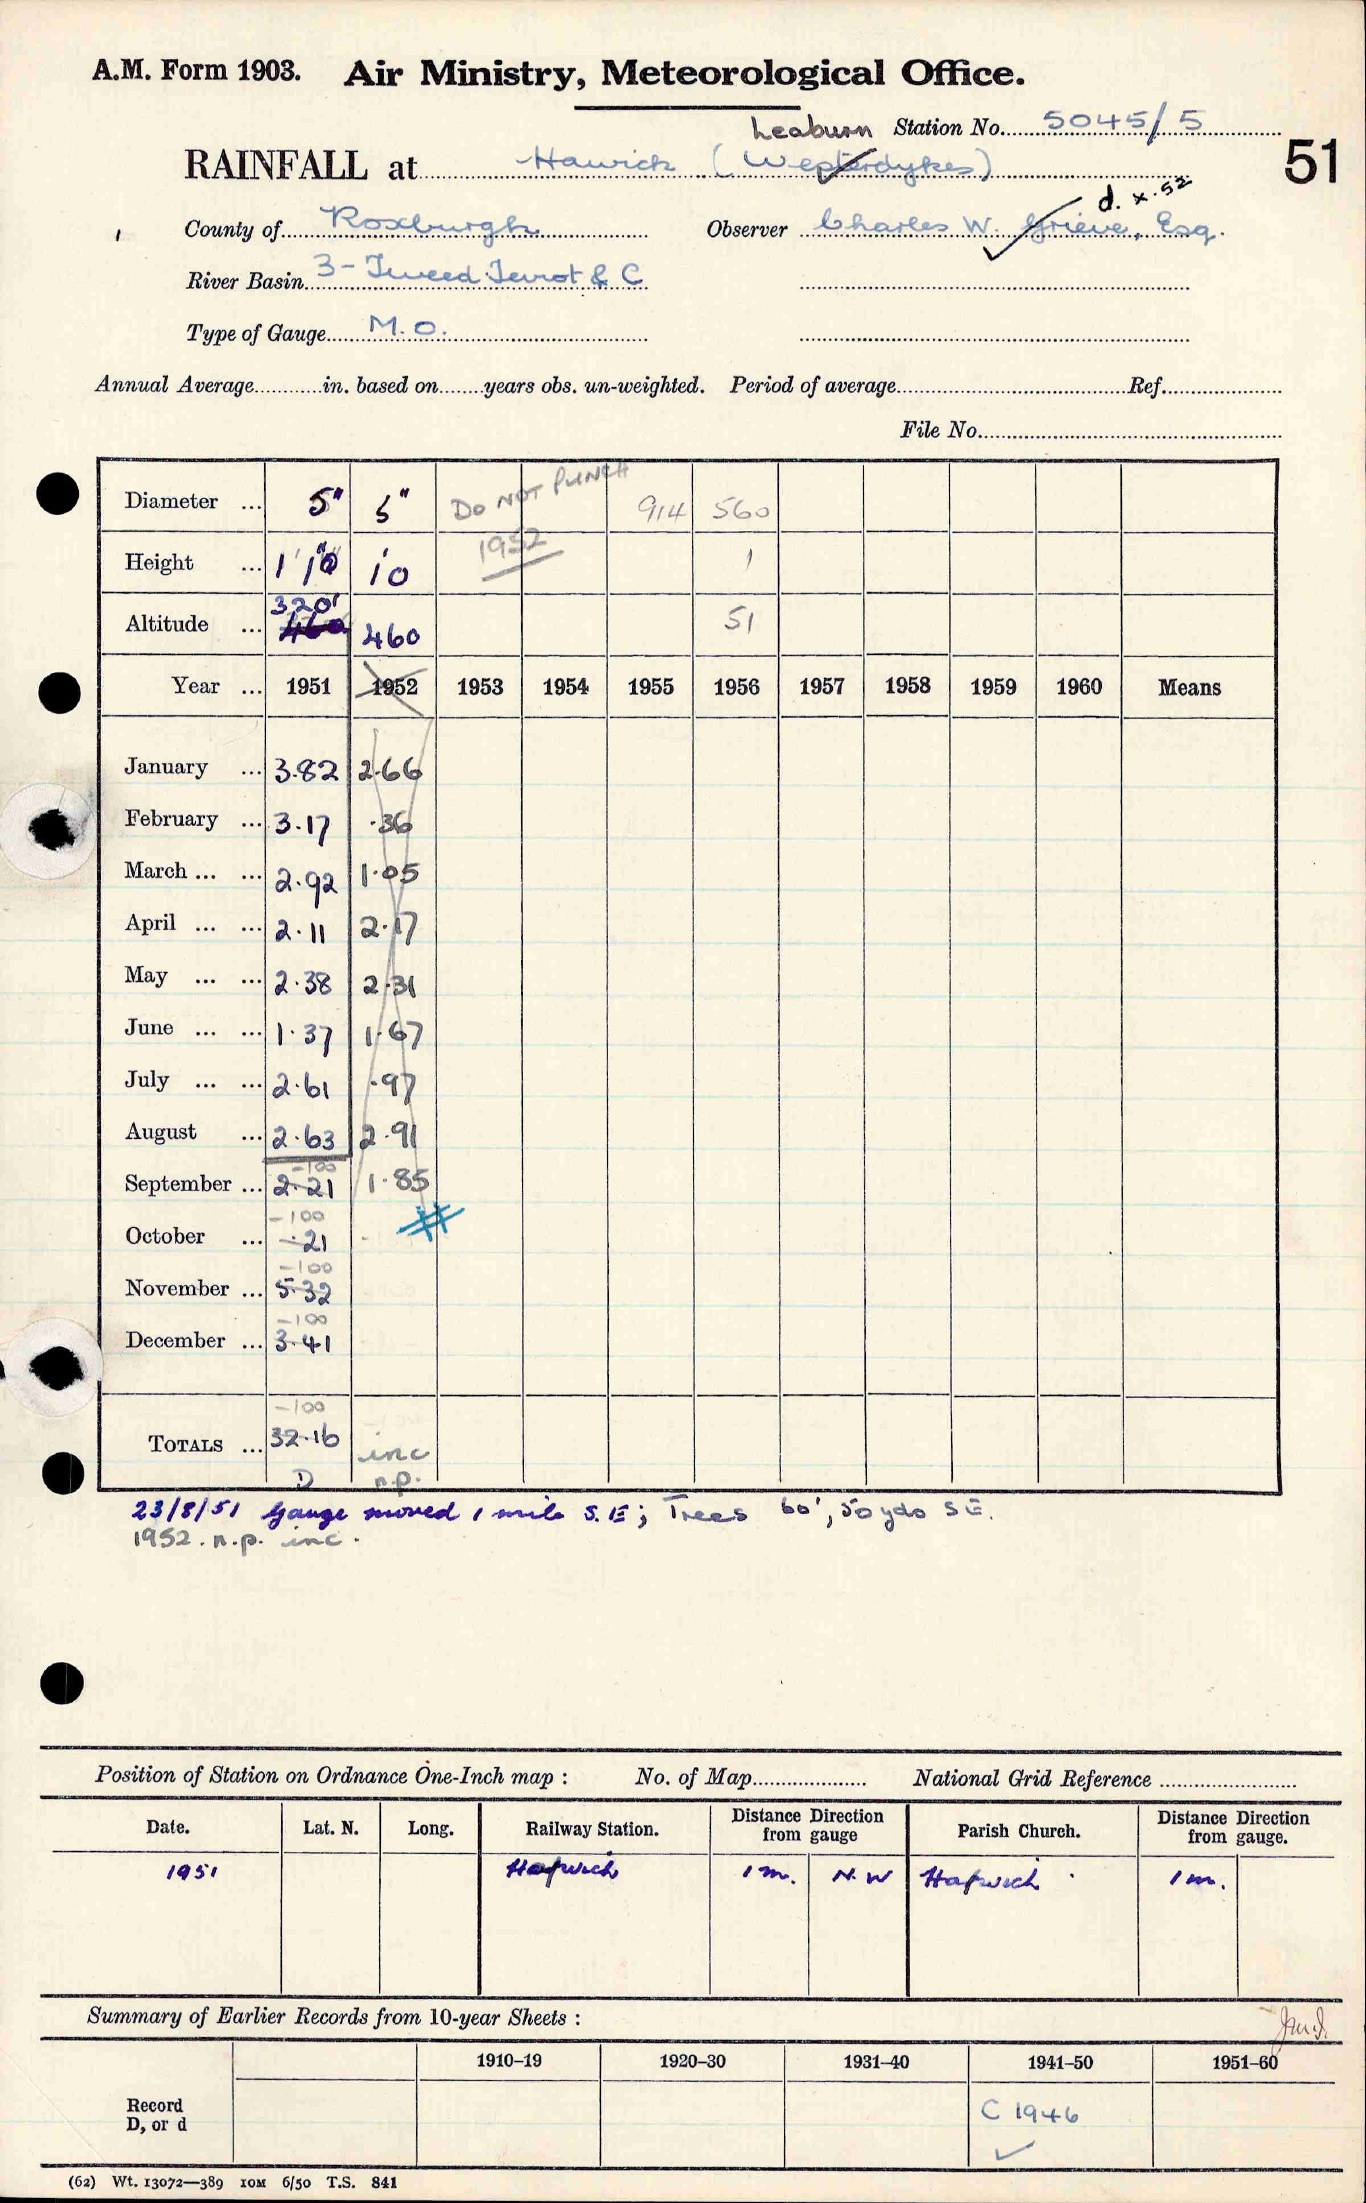 A.M. Form 1903. Air Ministry, Meteorological Office.
Leaburn Station No. 5045/5
RAINFALL at Hawick (Westerdykes)
51
d. x. 52
County of Roxburgh Observer Charles W. Grieve, Esq.
River Basin 3 - Tweed Teviot & C
Type of Gauge M.O.
Annual Average in. based on years obs. un-weighted. Period of average Ref.
File No.
DO NOT PUNCH
Diameter ... 5" 5" 914 560
1952
Height ... 1' 10 1
320'
Altitude ... 460 460 51
Year ... 1951 1952 1953 1954 1955 1956 1957 1958 1959 1960 Means
January ... 3.82 2.66
February ... 3.17 .36
March ... ... 2.92 1.05
April ... ... 2.11 2.17
May ... ... 2.38 2.31
June ... ... 1.37 1.67
July ... ... 2.61 .97
August ... 2.63 2.91
-100
September ... 2.21 1.85
-100
October ... .21
-100
November ... 5.32
-100
December ... 3.41
-100
TOTALS ... 32.16 inc
D n.p.
23/8/51 Gauge moved 1 mile S.E; Trees 60', 50 yds S E.
1952. n.p. inc.
Position of Station on Ordnance One-Inch map : No. of Map National Grid Reference
Date. Lat. N. Long. Railway Station. Distance Direction from gauge Parish Church. Distance Direction from gauge.
1951 Hawick 1 m. N.W Hawick 1 m.
Summary of Earlier Records from 10-year Sheets :
1910–19 1920–30 1931–40 1941–50 1951–60
Record
D, or d
C 1946
(62) Wt. 13072—389 10M 6/50 T.S. 841